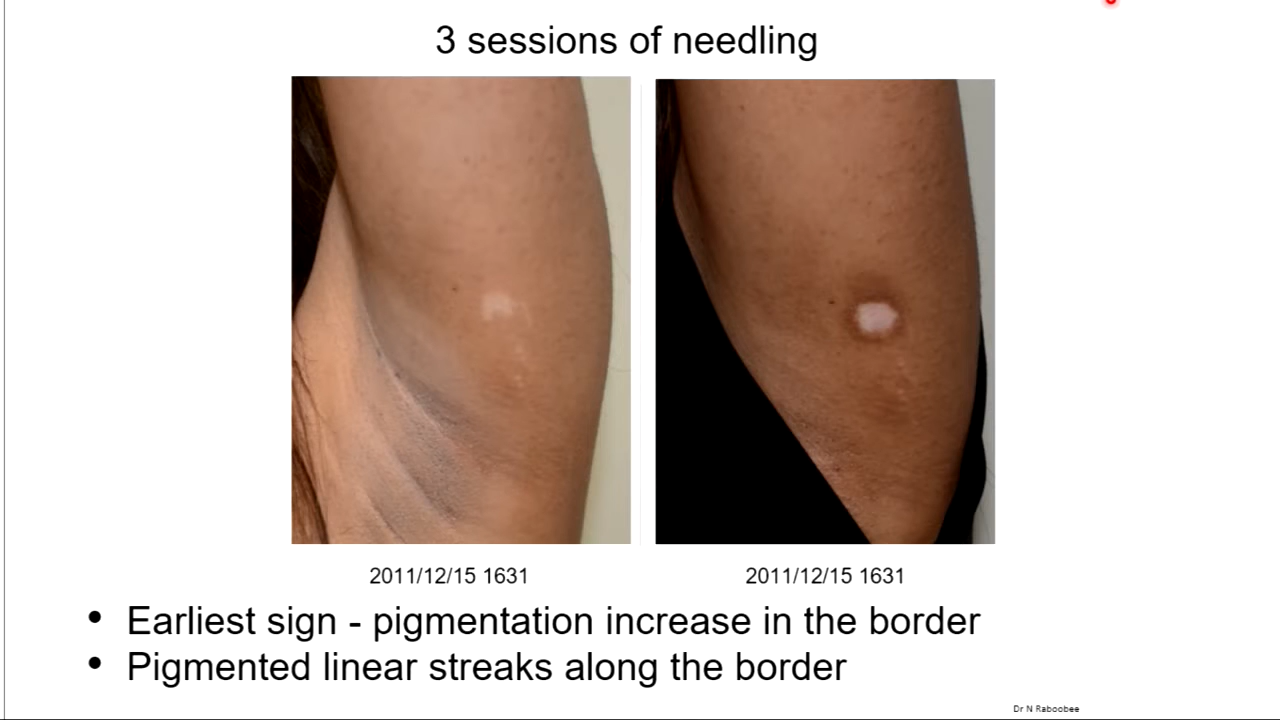 3 sessions of needling
2011/12/15 1631
2011/12/15 1631
• Earliest sign - pigmentation increase in the border
• Pigmented linear streaks along the border
Dr N Raboobee